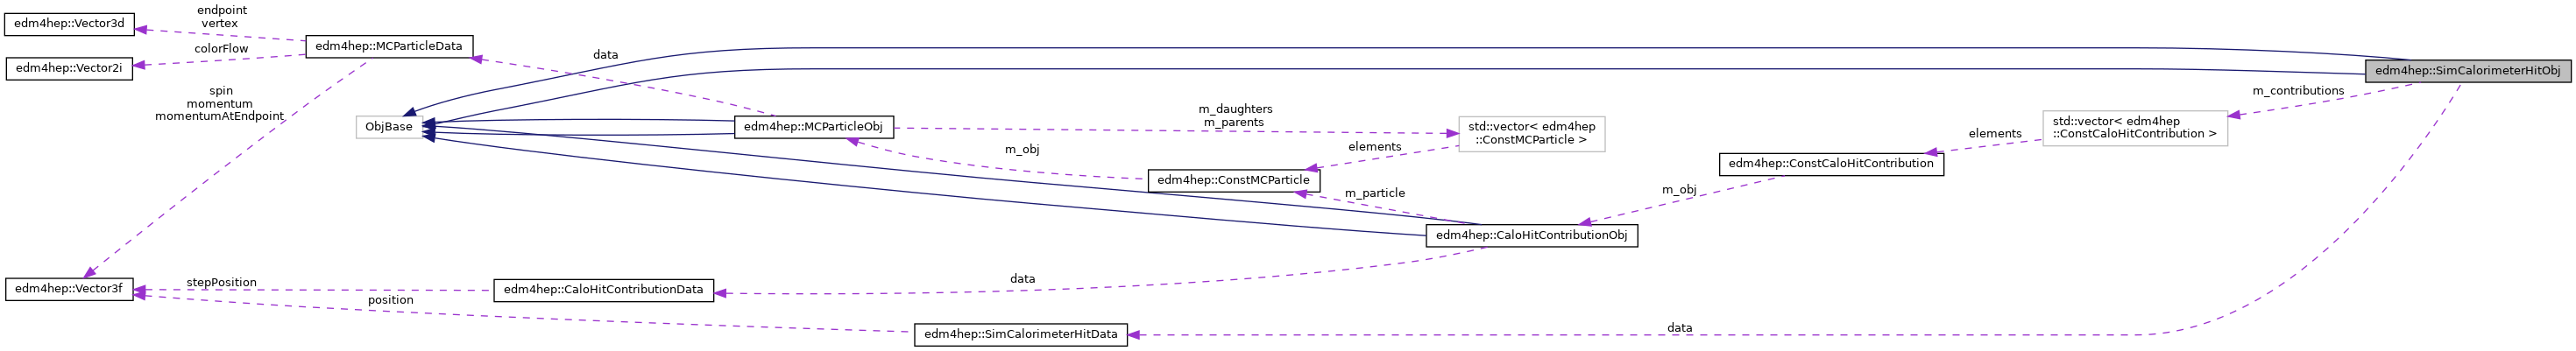 edm4hep::Vector3d
endpoint
vertex
edm4hep::MCParticleData
colorFlow
edm4hep::Vector2i
data
edm4hep::SimCalorimeterHitObj
spin
momentum
momentumAtEndpoint
m_contributions
ObjBase
edm4hep::MCParticleObj
m_daughters
m_parents
std::vector< edm4hep
::ConstMCParticle >
std::vector< edm4hep
::ConstCaloHitContribution >
elements
m_obj
elements
edm4hep::ConstCaloHitContribution
edm4hep::ConstMCParticle
m_particle
m_obj
edm4hep::CaloHitContributionObj
edm4hep::Vector3f
stepPosition
edm4hep::CaloHitContributionData
data
position
edm4hep::SimCalorimeterHitData
data